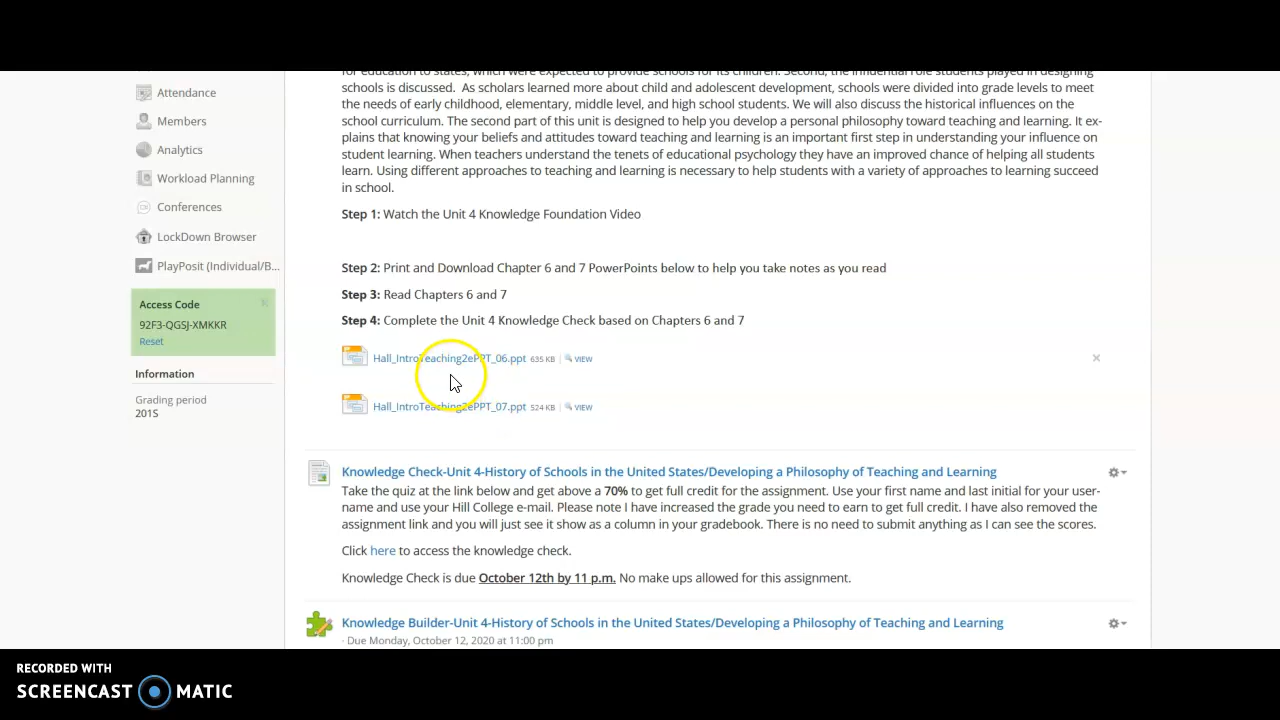 for education to states, which were expected to provide schools for its children. Second, the influential role students played in designing
schools is discussed.  As scholars learned more about child and adolescent development, schools were divided into grade levels to meet
the needs of early childhood, elementary, middle level, and high school students. We will also discuss the historical influences on the
school curriculum. The second part of this unit is designed to help you develop a personal philosophy toward teaching and learning. It ex-
plains that knowing your beliefs and attitudes toward teaching and learning is an important first step in understanding your influence on
student learning. When teachers understand the tenets of educational psychology they have an improved chance of helping all students
learn. Using different approaches to teaching and learning is necessary to help students with a variety of approaches to learning succeed
in school.
Step 1: Watch the Unit 4 Knowledge Foundation Video
Step 2: Print and Download Chapter 6 and 7 PowerPoints below to help you take notes as you read
Step 3: Read Chapters 6 and 7
Step 4: Complete the Unit 4 Knowledge Check based on Chapters 6 and 7
Hall_IntroTeaching2ePPT_06.ppt 635 KB | VIEW
Hall_IntroTeaching2ePPT_07.ppt 524 KB | VIEW
Knowledge Check-Unit 4-History of Schools in the United States/Developing a Philosophy of Teaching and Learning
Take the quiz at the link below and get above a 70% to get full credit for the assignment. Use your first name and last initial for your user-
name and use your Hill College e-mail. Please note I have increased the grade you need to earn to get full credit. I have also removed the
assignment link and you will just see it show as a column in your gradebook. There is no need to submit anything as I can see the scores.
Click here to access the knowledge check.
Knowledge Check is due October 12th by 11 p.m. No make ups allowed for this assignment.
Knowledge Builder-Unit 4-History of Schools in the United States/Developing a Philosophy of Teaching and Learning
· Due Monday, October 12, 2020 at 11:00 pm
Attendance
Members
Analytics
Workload Planning
Conferences
LockDown Browser
PlayPosit (Individual/B...
Access Code
92F3-QGSJ-XMKKR
Reset
Information
Grading period
201S
RECORDED WITH
SCREENCAST MATIC